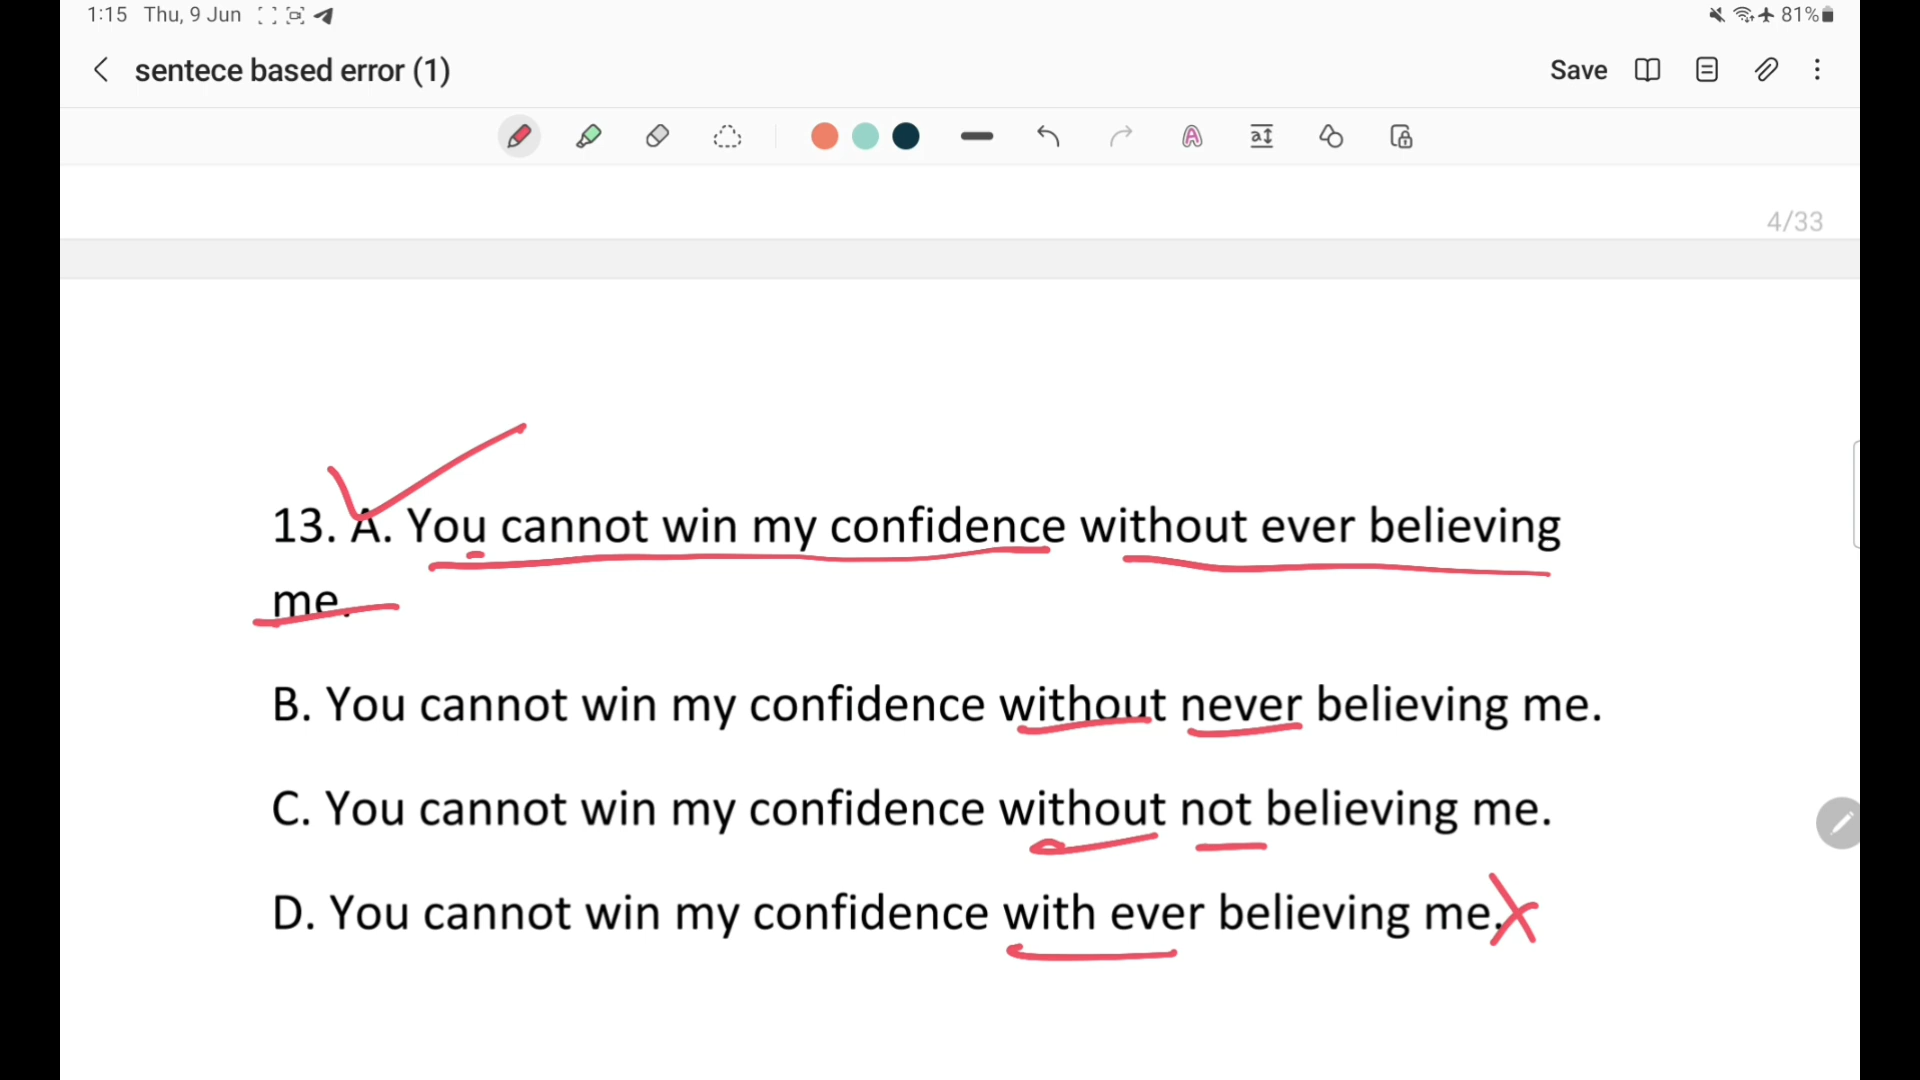 1:15 Thu, 9 Jun
81%
sentece based error (1)
Save
4/33
13. A. You cannot win my confidence without ever believing
me.
B. You cannot win my confidence without never believing me.
C. You cannot win my confidence without not believing me.
D. You cannot win my confidence with ever believing me.